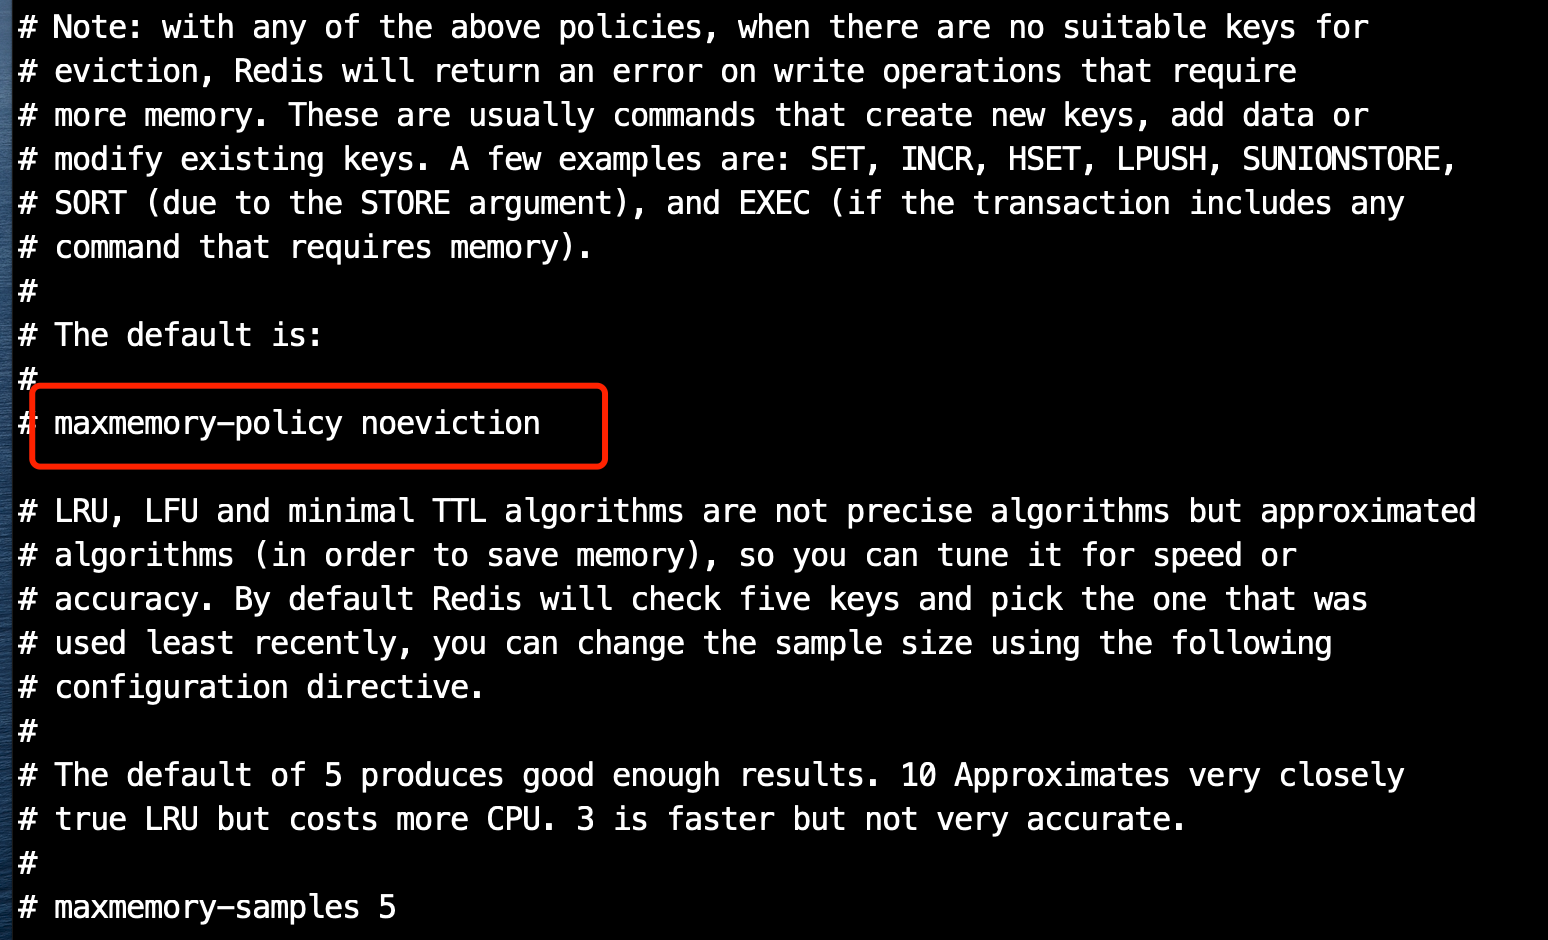 # Note: with any of the above policies, when there are no suitable keys for
# eviction, Redis will return an error on write operations that require
# more memory. These are usually commands that create new keys, add data or
# modify existing keys. A few examples are: SET, INCR, HSET, LPUSH, SUNIONSTORE,
# SORT (due to the STORE argument), and EXEC (if the transaction includes any
# command that requires memory).
#
# The default is:
#
# maxmemory-policy noeviction
# LRU, LFU and minimal TTL algorithms are not precise algorithms but approximated
# algorithms (in order to save memory), so you can tune it for speed or
# accuracy. By default Redis will check five keys and pick the one that was
# used least recently, you can change the sample size using the following
# configuration directive.
#
# The default of 5 produces good enough results. 10 Approximates very closely
# true LRU but costs more CPU. 3 is faster but not very accurate.
#
# maxmemory-samples 5